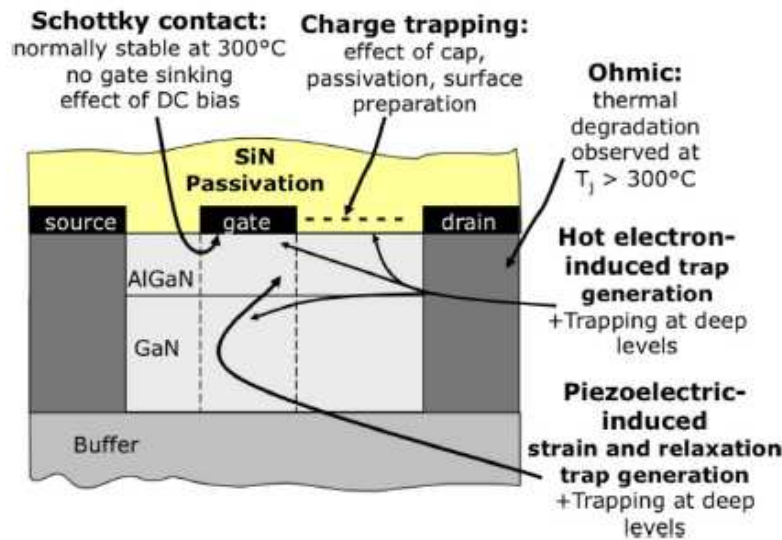 Schottky contact:
normally stable at 300°C
no gate sinking
effect of DC bias
Charge trapping:
effect of cap,
passivation, surface
preparation
Ohmic:
thermal
degradation
observed at
Tj > 300°C
SiN
Passivation
source
gate
drain
AlGaN
GaN
Buffer
Hot electron-
induced trap
generation
+Trapping at deep
levels
Piezoelectric-
induced
strain and relaxation
trap generation
+Trapping at deep
levels